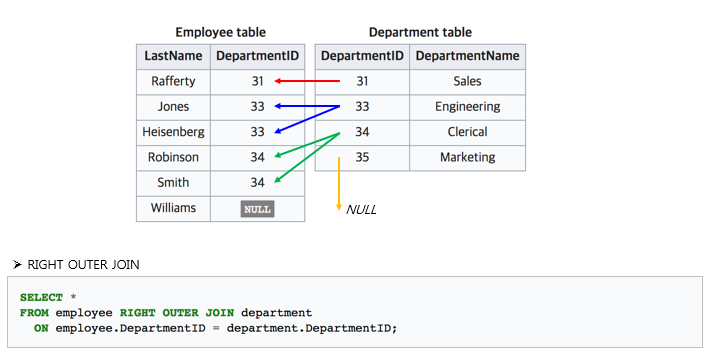 Employee table
Department table
LastName DepartmentID
DepartmentID DepartmentName
Rafferty 31
31 Sales
Jones 33
33 Engineering
Heisenberg 33
34 Clerical
Robinson 34
35 Marketing
Smith 34
Williams NULL
NULL
➢ RIGHT OUTER JOIN
SELECT *
FROM employee RIGHT OUTER JOIN department
ON employee.DepartmentID = department.DepartmentID;